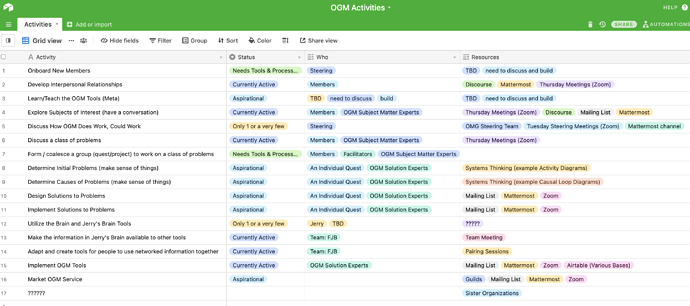 OGM Activities
HELP
Activities
Add or import
SHARE
AUTOMATIONS
Grid view
Hide fields
Filter
Group
Sort
Color
Share view
Activity Status Who Resources
1 Onboard New Members Needs Tools & Process... Steering TBD need to discuss and build
2 Develop Interpersonal Relationships Currently Active Members Discourse Mattermost Thursday Meetings (Zoom)
3 Learn/Teach the OGM Tools (Meta) Aspirational TBD need to discuss build TBD need to discuss and build
4 Explore Subjects of Interest (have a conversation) Currently Active Members OGM Subject Matter Experts Thursday Meetings (Zoom) Discourse Mailing List Mattermost
5 Discuss How OGM Does Work, Could Work Only 1 or a very few Steering OMG Steering Team Tuesday Steering Meetings (Zoom) Mattermost channel
6 Discuss a class of problems Currently Active Members OGM Subject Matter Experts Thursday Meetings (Zoom)
7 Form / coalesce a group (quest/project) to work on a class of problems Needs Tools & Process... Members Facilitators OGM Subject Matter Experts
8 Determine Initial Problems (make sense of things) Aspirational An Individual Quest OGM Solution Experts Systems Thinking (example Activity Diagrams)
9 Determine Causes of Problems (make sense of things) Aspirational An Individual Quest OGM Solution Experts Systems Thinking (example Causal Loop Diagrams)
10 Design Solutions to Problems Aspirational An Individual Quest OGM Solution Experts Mailing List Mattermost Zoom
11 Implement Solutions to Problems Aspirational An Individual Quest OGM Solution Experts Mailing List Mattermost Zoom
12 Utilize the Brain and Jerry's Brain Tools Only 1 or a very few Jerry TBD ?????
13 Make the information in Jerry's Brain available to other tools Currently Active Team: FJB Team Meeting
14 Adapt and create tools for people to use networked information together Currently Active Team: FJB Pairing Sessions
15 Implement OGM Tools Currently Active OGM Solution Experts Mailing List Mattermost Zoom Airtable (Various Bases)
16 Market OGM Service Aspirational Guilds Mailing List Mattermost Zoom
17 ?????? Sister Organizations